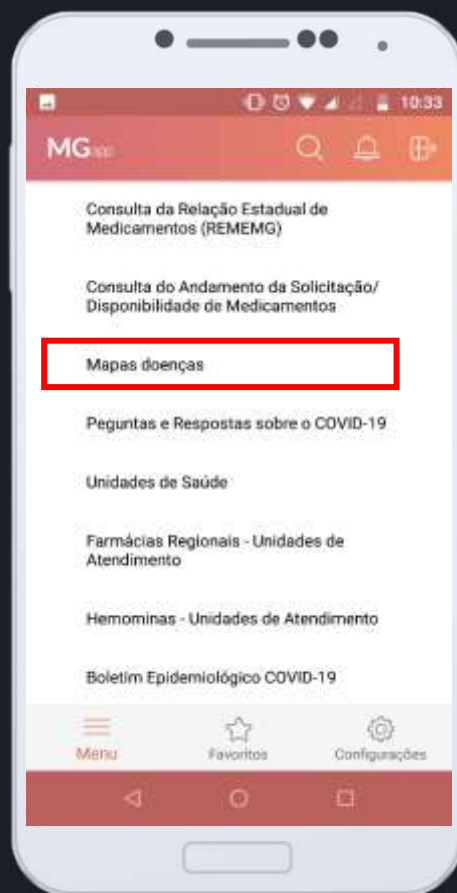 10:33
MGapp
Consulta da Relação Estadual de
Medicamentos (REMEMG)
Consulta do Andamento da Solicitação/
Disponibilidade de Medicamentos
Mapas doenças
Peguntas e Respostas sobre o COVID-19
Unidades de Saúde
Farmácias Regionais - Unidades de
Atendimento
Hemominas - Unidades de Atendimento
Boletim Epidemiológico COVID-19
Menu
Favoritos
Configurações